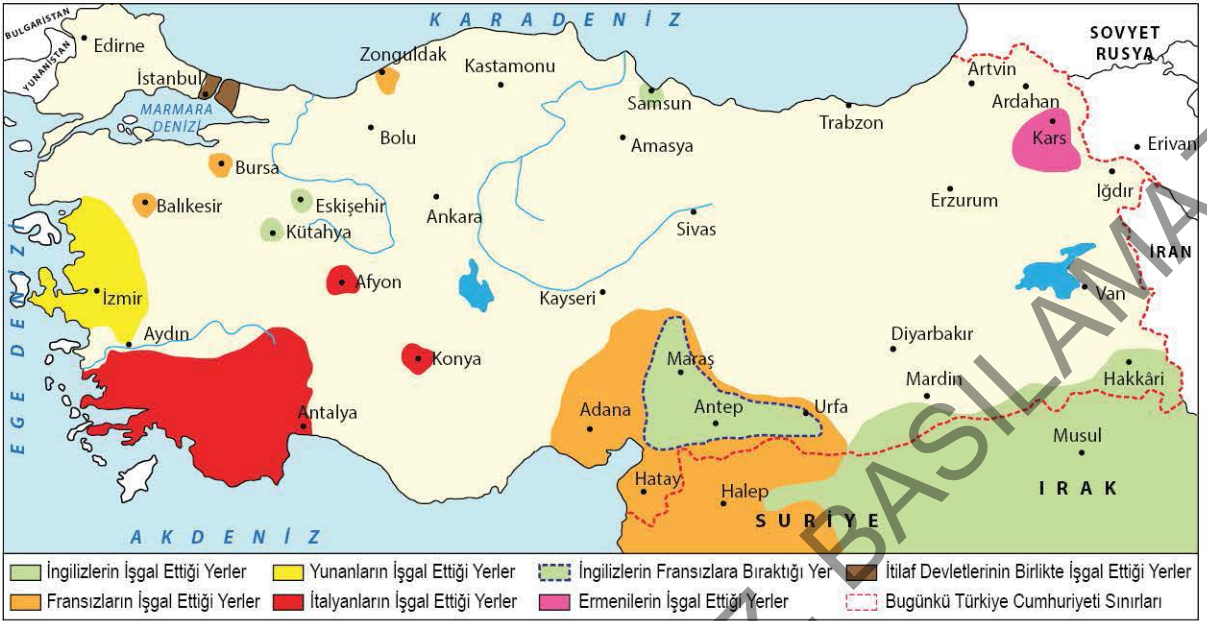 KARADENİZ
BULGARİSTAN
YUNANİSTAN
Edirne
İstanbul
MARMARA
DENİZİ
Zonguldak
Kastamonu
Samsun
Trabzon
Artvin
Ardahan
Kars
SOVYET
RUSYA
Erivan
Iğdır
Bolu
Amasya
Bursa
Balıkesir
Eskişehir
Kütahya
Ankara
Sivas
Erzurum
İRAN
Van
EGE DENİZİ
İzmir
Afyon
Kayseri
Aydın
Konya
Antalya
Maraş
Adana
Antep
Urfa
Diyarbakır
Mardin
Hakkâri
Musul
IRAK
Hatay
Halep
SURİYE
AKDENİZ
İngilizlerin İşgal Ettiği Yerler
Yunanların İşgal Ettiği Yerler
İngilizlerin Fransızlara Bıraktığı Yer
İtilaf Devletlerinin Birlikte İşgal Ettiği Yerler
Fransızların İşgal Ettiği Yerler
İtalyanların İşgal Ettiği Yerler
Ermenilerin İşgal Ettiği Yerler
Bugünkü Türkiye Cumhuriyeti Sınırları
BASILAMA